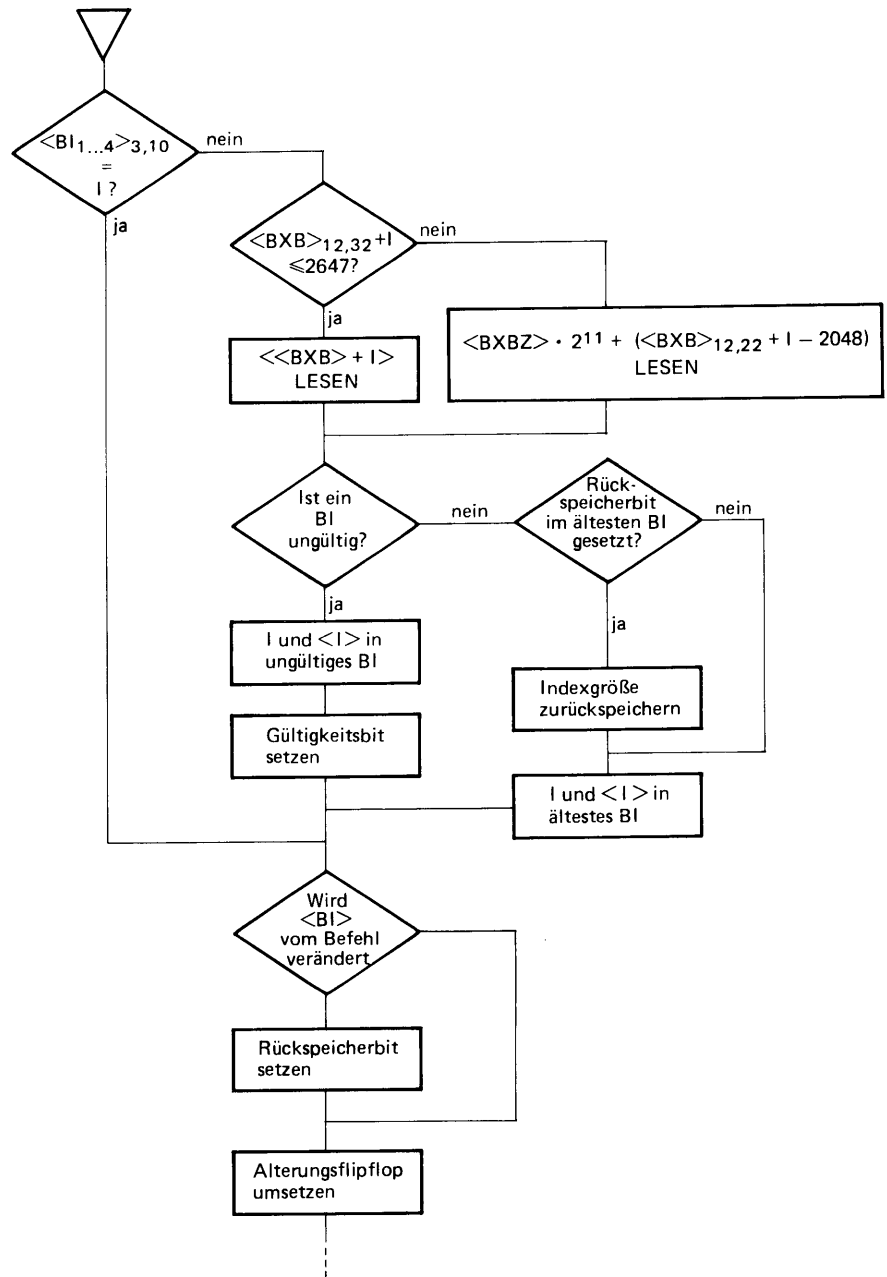 <BI1...4>3,10
=
I ?
nein
ja
<BXB>12,32 +I
≤2647?
nein
ja
<<BXB> + I>
LESEN
<BXBZ> · 2^11 + (<BXB>12,22 + I − 2048)
LESEN
Ist ein
BI
ungültig?
nein
ja
Rück-
speicherbit
im ältesten BI
gesetzt?
nein
ja
I und <I> in
ungültiges BI
Gültigkeitsbit
setzen
Indexgröße
zurückspeichern
I und <I> in
ältestes BI
Wird
<BI>
vom Befehl
verändert
Rückspeicherbit
setzen
Alterungsflipflop
umsetzen